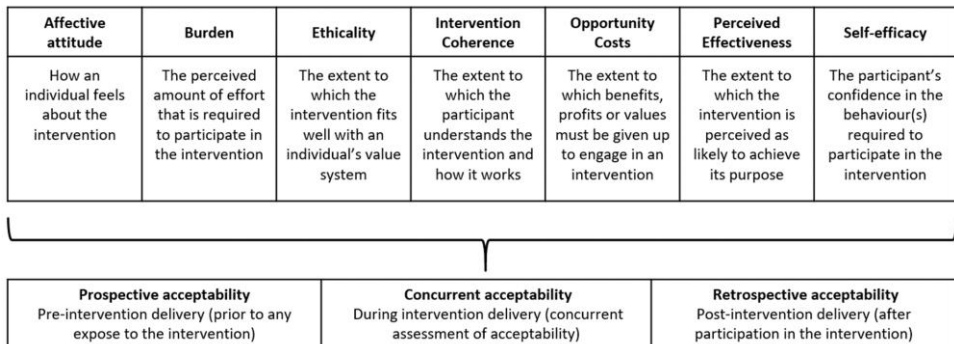 Affective
attitude
Burden
Ethicality
Intervention
Coherence
Opportunity
Costs
Perceived
Effectiveness
Self-efficacy
How an
individual feels
about the
intervention
The perceived
amount of effort
that is required
to participate in
the intervention
The extent to
which the
intervention fits
well with an
individual's value
system
The extent to
which the
participant
understands the
intervention and
how it works
The extent to
which benefits,
profits or values
must be given up
to engage in an
intervention
The extent to
which the
intervention is
perceived as
likely to achieve
its purpose
The participant's
confidence in the
behaviour(s)
required to
participate in the
intervention
Prospective acceptability
Pre-intervention delivery (prior to any
expose to the intervention)
Concurrent acceptability
During intervention delivery (concurrent
assessment of acceptability)
Retrospective acceptability
Post-intervention delivery (after
participation in the intervention)